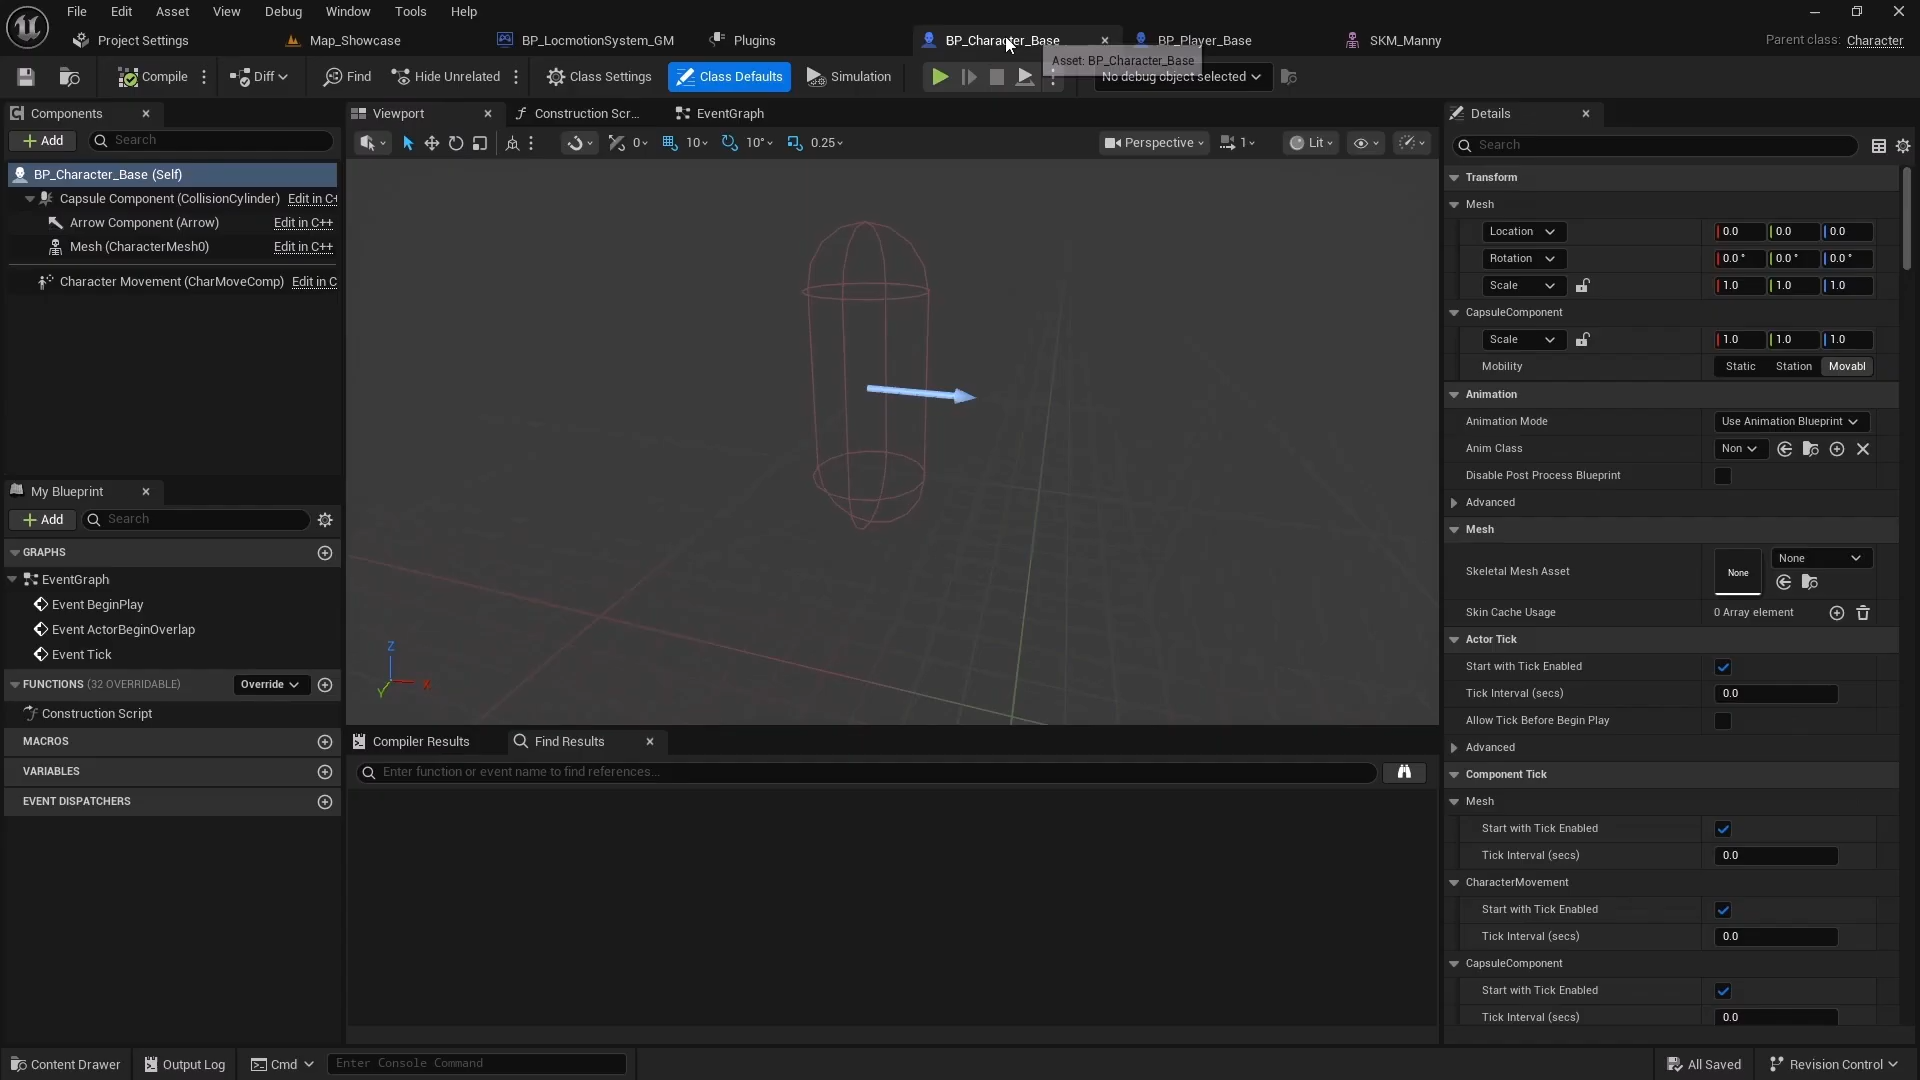 File Edit Asset View Debug Window Tools Help
Project Settings Map_Showcase BP_LocmotionSystem_GM Plugins BP_Character_Base BP_Player_Base SKM_Manny Parent class: Character
Asset: BP_Character_Base
Compile Diff Find Hide Unrelated Class Settings Class Defaults Simulation No debug object selected
Components Viewport Construction Scr... EventGraph Details
Add Search 0 10 10° 0.25 Perspective 1 Lit Search
BP_Character_Base (Self)
Capsule Component (CollisionCylinder) Edit in C+
Arrow Component (Arrow) Edit in C++
Mesh (CharacterMesh0) Edit in C++
Character Movement (CharMoveComp) Edit in C
Z
X
Y
My Blueprint
Add Search
GRAPHS
EventGraph
Event BeginPlay
Event ActorBeginOverlap
Event Tick
FUNCTIONS (32 OVERRIDABLE) Override
Construction Script
MACROS
VARIABLES
EVENT DISPATCHERS
Compiler Results Find Results
Enter function or event name to find references...
Transform
Mesh
Location 0.0 0.0 0.0
Rotation 0.0 ° 0.0 ° 0.0 °
Scale 1.0 1.0 1.0
CapsuleComponent
Scale 1.0 1.0 1.0
Mobility Static Station Movabl
Animation
Animation Mode Use Animation Blueprint
Anim Class Non
Disable Post Process Blueprint
Advanced
Mesh
Skeletal Mesh Asset None None
Skin Cache Usage 0 Array element
Actor Tick
Start with Tick Enabled
Tick Interval (secs) 0.0
Allow Tick Before Begin Play
Advanced
Component Tick
Mesh
Start with Tick Enabled
Tick Interval (secs) 0.0
CharacterMovement
Start with Tick Enabled
Tick Interval (secs) 0.0
CapsuleComponent
Start with Tick Enabled
Tick Interval (secs) 0.0
Content Drawer Output Log Cmd Enter Console Command All Saved Revision Control